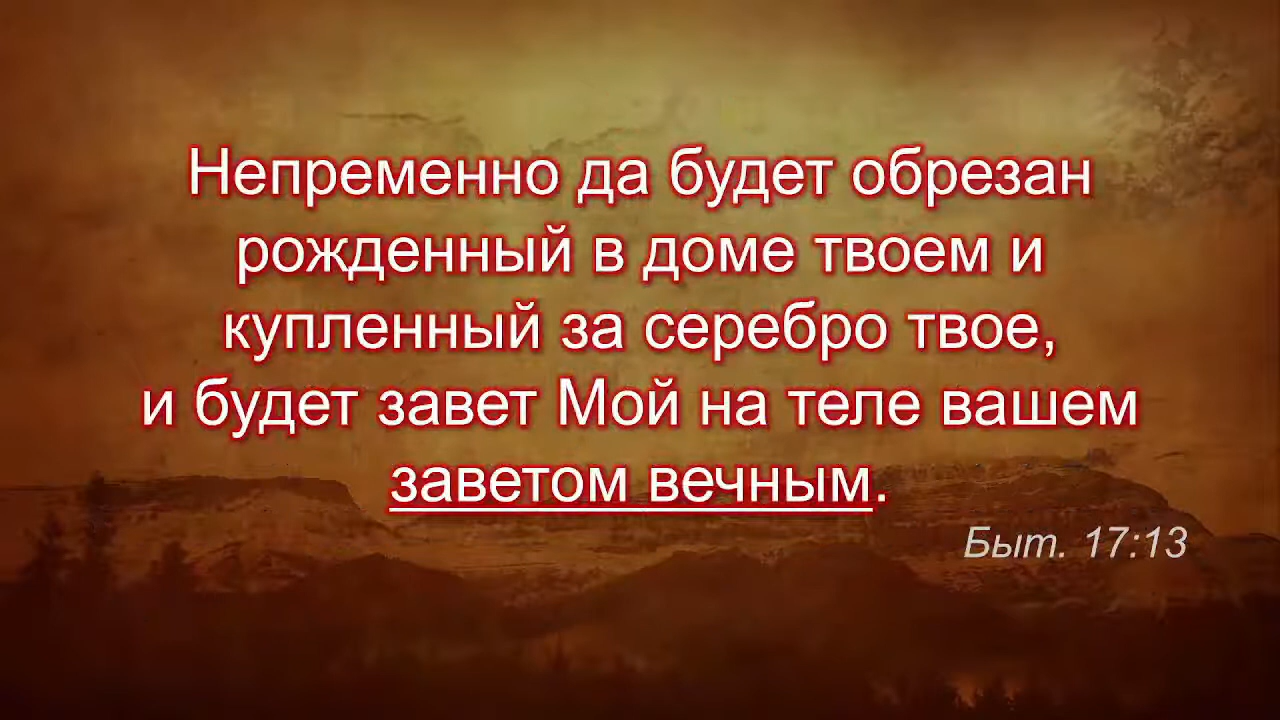 Непременно да будет обрезан
рожденный в доме твоем и
купленный за серебро твое,
и будет завет Мой на теле вашем
заветом вечным.
Быт. 17:13